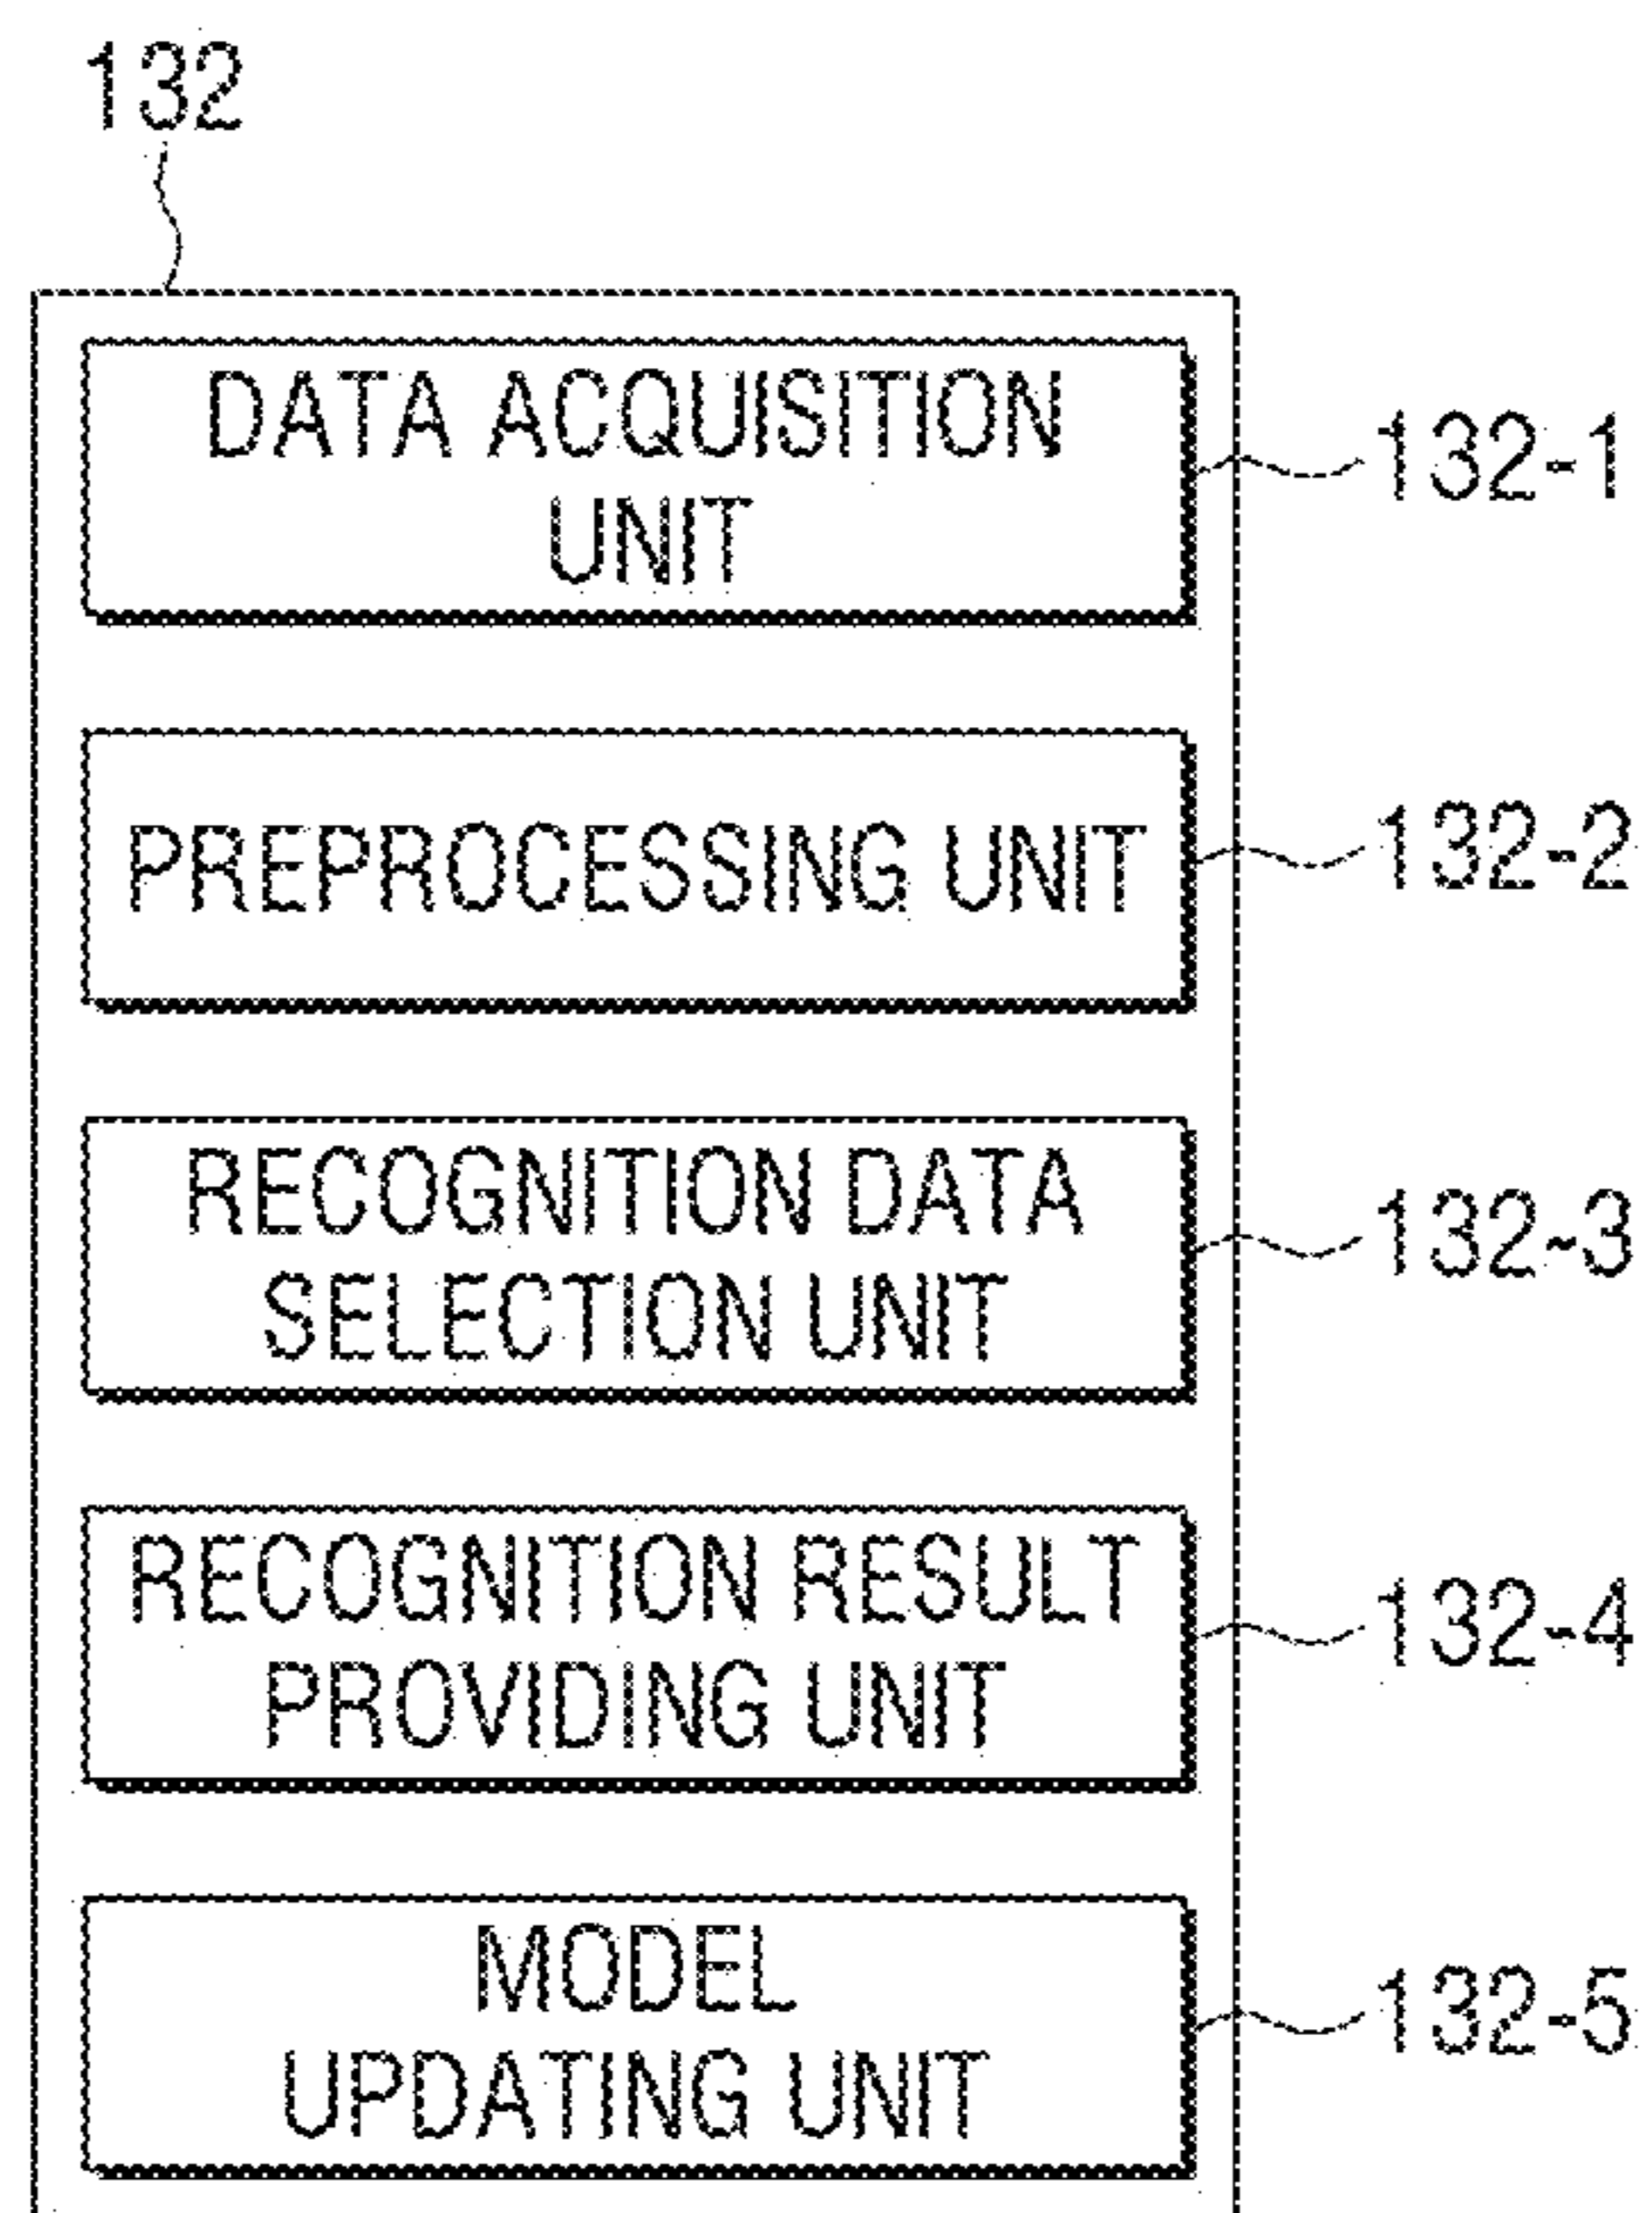 132
DATA ACQUISITION
UNIT
132-1
PREPROCESSING UNIT
132-2
RECOGNITION DATA
SELECTION UNIT
132-3
RECOGNITION RESULT
PROVIDING UNIT
132-4
MODEL
UPDATING UNIT
132-5